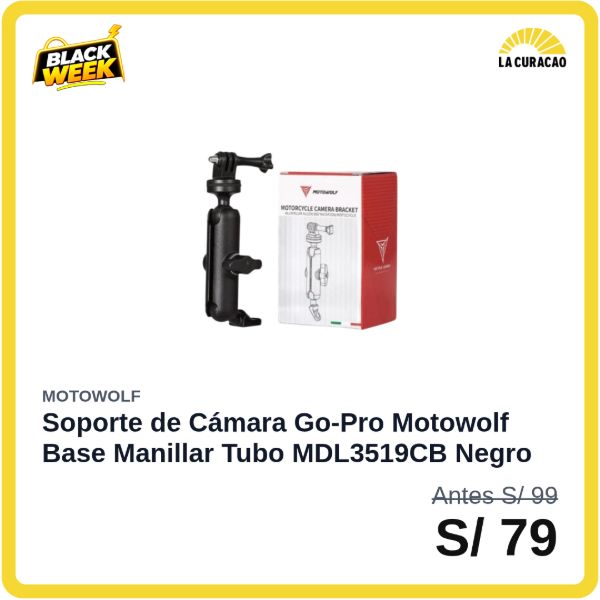 BLACK
WEEK
LA CURACAO
MOTOWOLF
MOTORCYCLE CAMERA BRACKET
MOTOWOLF
Soporte de Cámara Go-Pro Motowolf
Base Manillar Tubo MDL3519CB Negro
Antes S/ 99
S/ 79